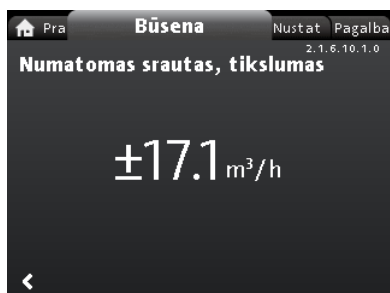 Pra Būsena Nustat Pagalba
2.1.6.10.1.0
Numatomas srautas, tikslumas
±17.1 m³/h